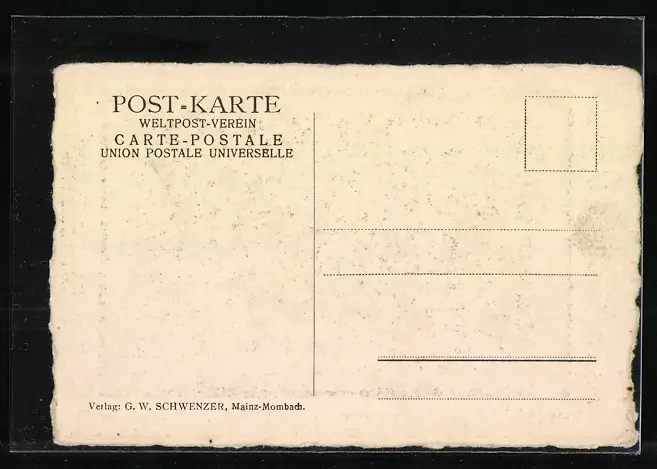 POST-KARTE
WELTPOST-VEREIN
CARTE-POSTALE
UNION POSTALE UNIVERSELLE
Verlag: G. W. SCHWENZER, Mainz-Mombach.